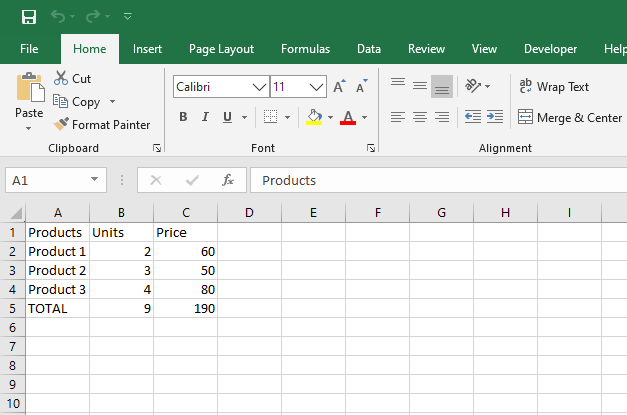 File Home Insert Page Layout Formulas Data Review View Developer Help
Cut
Copy
Format Painter
Paste
Calibri 11 A A
B I U A
ab Wrap Text
Merge & Center
Clipboard Font Alignment
A1 fx Products
A B C D E F G H I
1 Products Units Price
2 Product 1 2 60
3 Product 2 3 50
4 Product 3 4 80
5 TOTAL 9 190
6
7
8
9
10